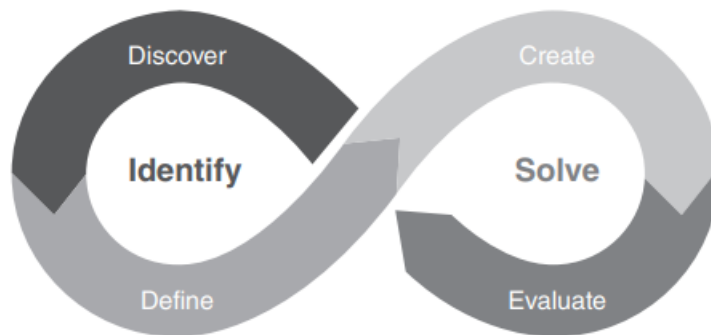 Discover
Create
Identify
Solve
Define
Evaluate